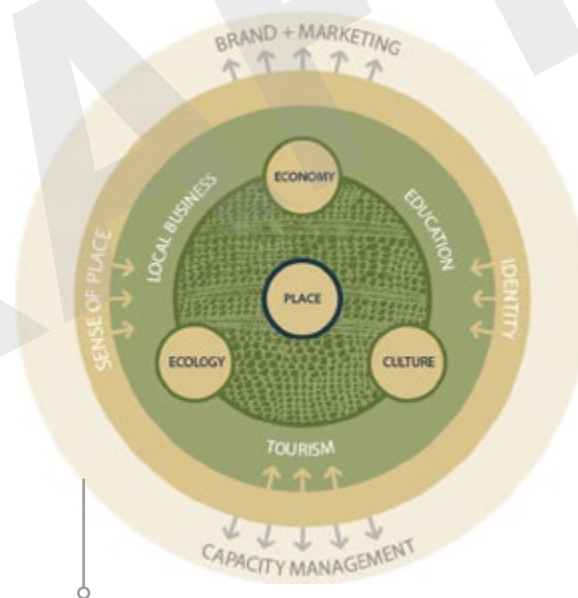 BRAND + MARKETING
ECONOMY
LOCAL BUSINESS
EDUCATION
SENSE OF PLACE
IDENTITY
PLACE
ECOLOGY
CULTURE
TOURISM
CAPACITY MANAGEMENT